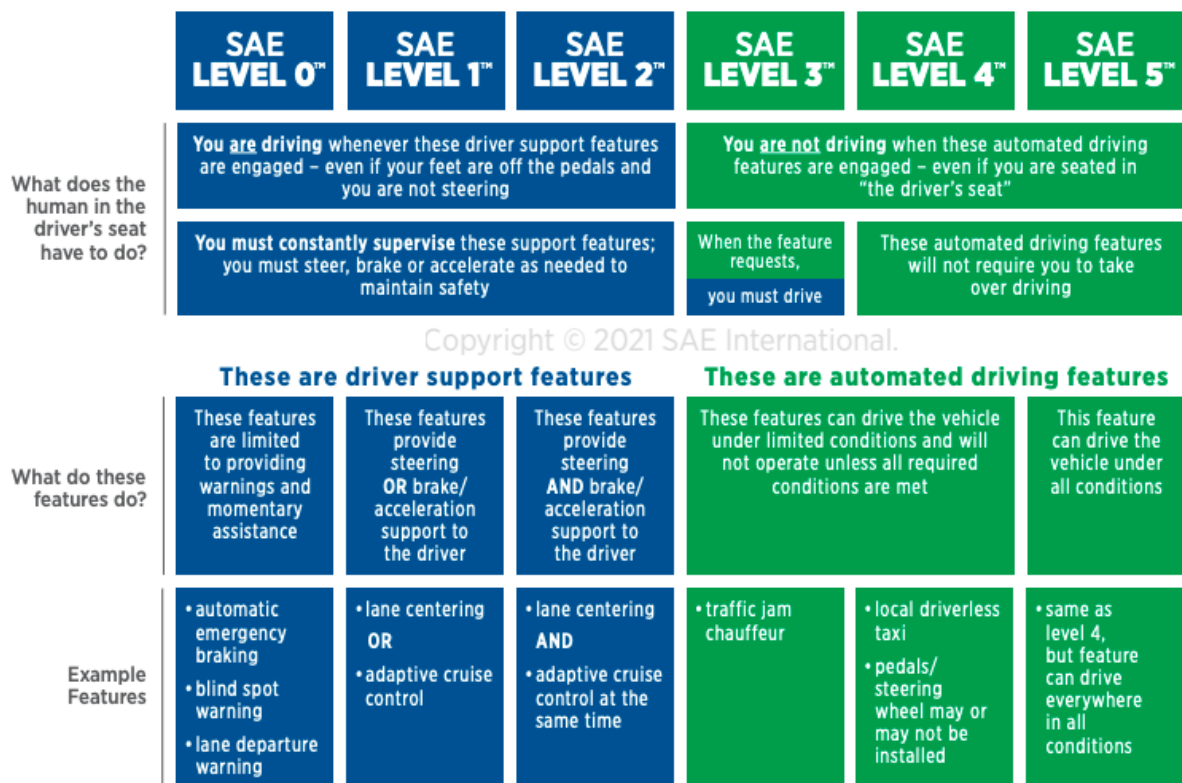 SAE
LEVEL 0™
SAE
LEVEL 1™
SAE
LEVEL 2™
SAE
LEVEL 3™
SAE
LEVEL 4™
SAE
LEVEL 5™
What does the
human in the
driver's seat
have to do?
You are driving whenever these driver support features
are engaged – even if your feet are off the pedals and
you are not steering
You are not driving when these automated driving
features are engaged – even if you are seated in
“the driver's seat”
You must constantly supervise these support features;
you must steer, brake or accelerate as needed to
maintain safety
When the feature
requests,
you must drive
These automated driving features
will not require you to take
over driving
Copyright © 2021 SAE International.
These are driver support features
These are automated driving features
What do these
features do?
These features
are limited
to providing
warnings and
momentary
assistance
These features
provide
steering
OR brake/
acceleration
support to
the driver
These features
provide
steering
AND brake/
acceleration
support to
the driver
These features can drive the vehicle
under limited conditions and will
not operate unless all required
conditions are met
This feature
can drive the
vehicle under
all conditions
Example
Features
• automatic
emergency
braking
• blind spot
warning
• lane departure
warning
• lane centering
OR
• adaptive cruise
control
• lane centering
AND
• adaptive cruise
control at the
same time
• traffic jam
chauffeur
• local driverless
taxi
• pedals/
steering
wheel may or
may not be
installed
• same as
level 4,
but feature
can drive
everywhere
in all
conditions